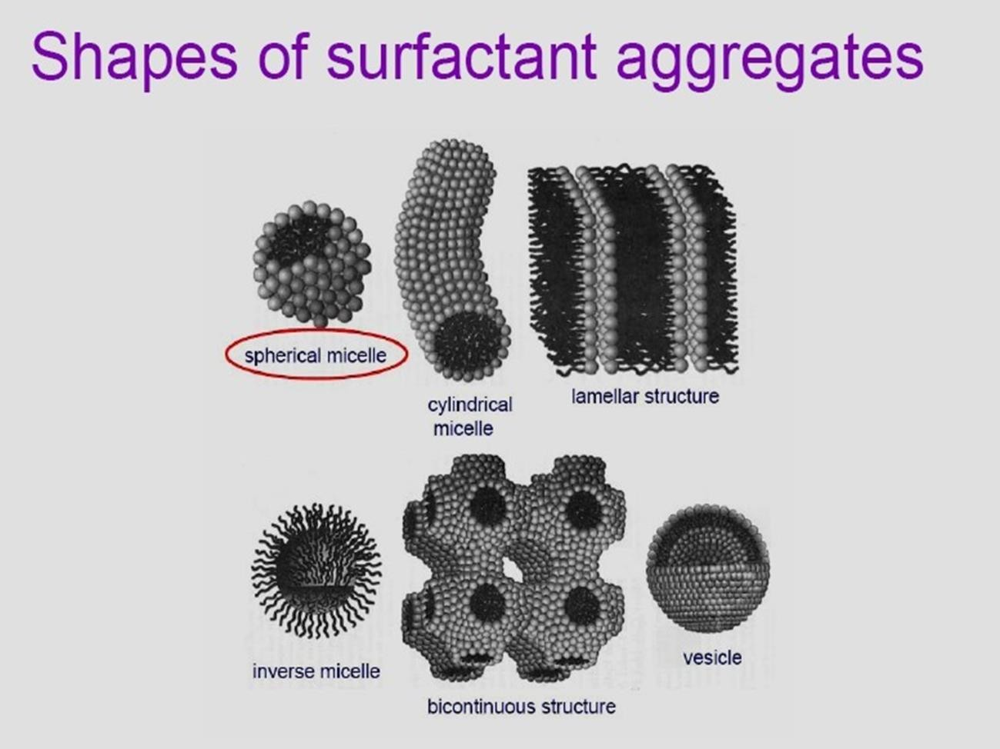 Shapes of surfactant aggregates
spherical micelle
cylindrical
micelle
lamellar structure
inverse micelle
bicontinuous structure
vesicle